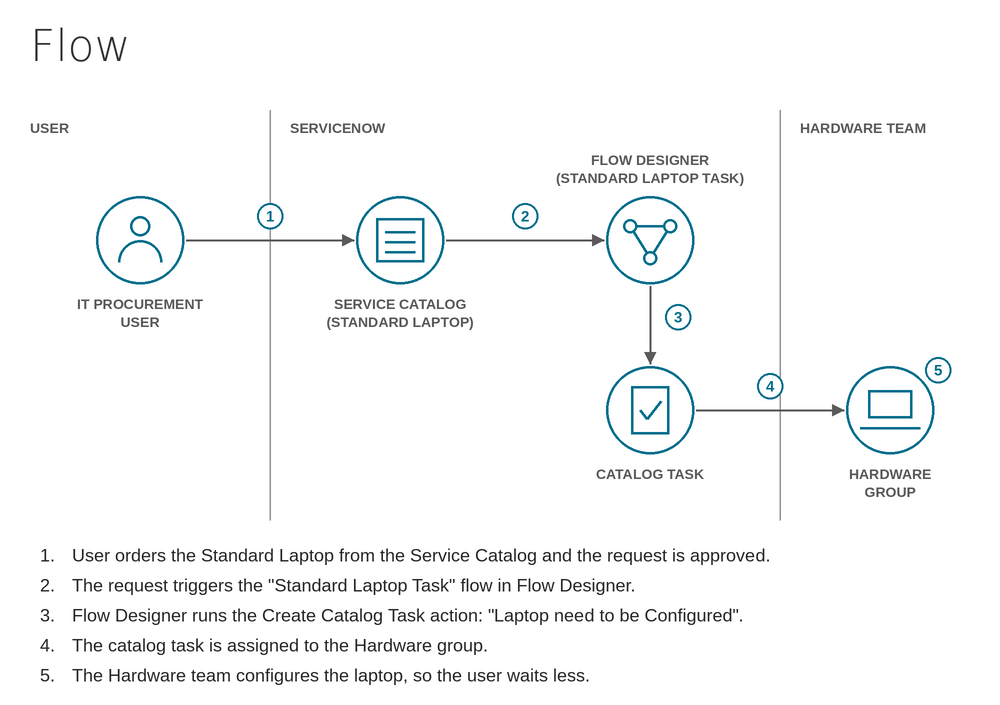 Flow
USER
SERVICENOW
HARDWARE TEAM
FLOW DESIGNER
(STANDARD LAPTOP TASK)
1
2
IT PROCUREMENT
USER
SERVICE CATALOG
(STANDARD LAPTOP)
3
4
5
CATALOG TASK
HARDWARE
GROUP
1. User orders the Standard Laptop from the Service Catalog and the request is approved.
2. The request triggers the "Standard Laptop Task" flow in Flow Designer.
3. Flow Designer runs the Create Catalog Task action: "Laptop need to be Configured".
4. The catalog task is assigned to the Hardware group.
5. The Hardware team configures the laptop, so the user waits less.